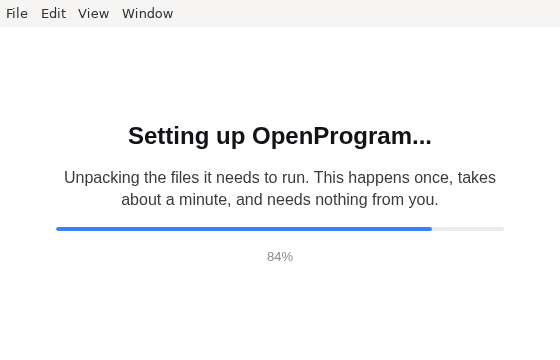 File Edit View Window
Setting up OpenProgram...
Unpacking the files it needs to run. This happens once, takes
about a minute, and needs nothing from you.
84%